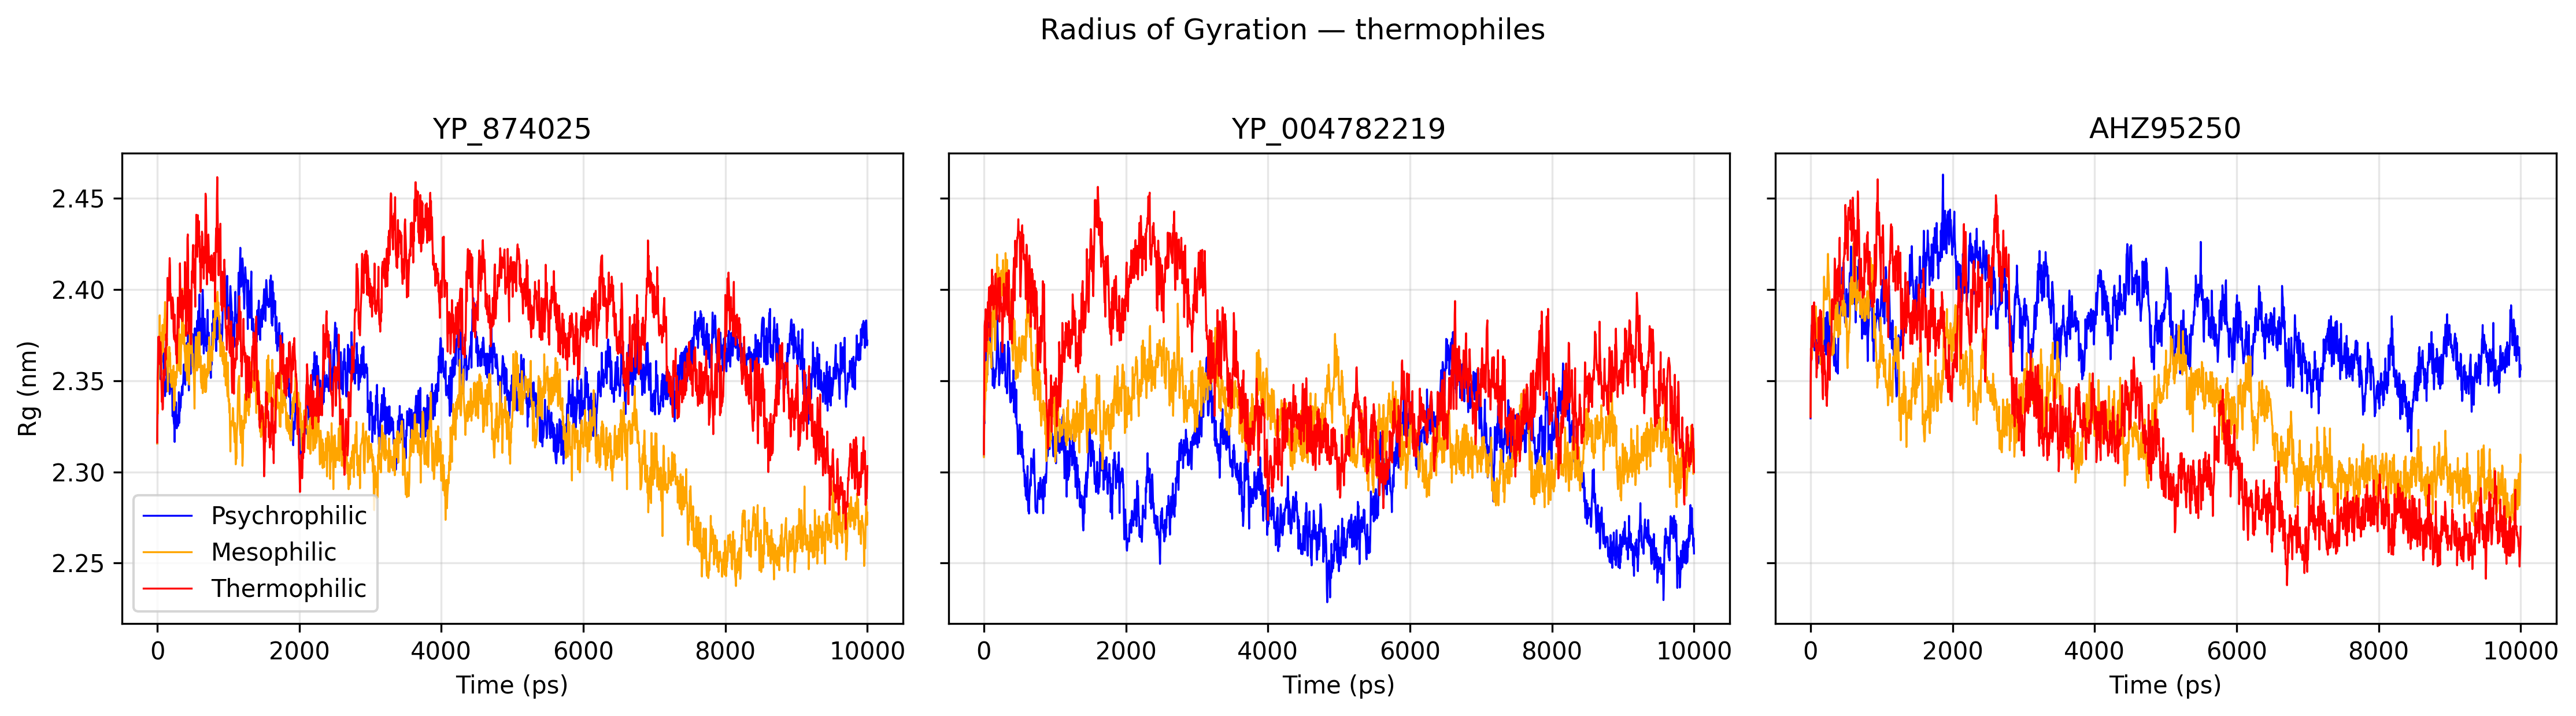 Radius of Gyration — thermophiles
YP_874025
YP_004782219
AHZ95250
Rg (nm)
2.45
2.40
2.35
2.30
2.25
Psychrophilic
Mesophilic
Thermophilic
0 2000 4000 6000 8000 10000
0 2000 4000 6000 8000 10000
0 2000 4000 6000 8000 10000
Time (ps)
Time (ps)
Time (ps)